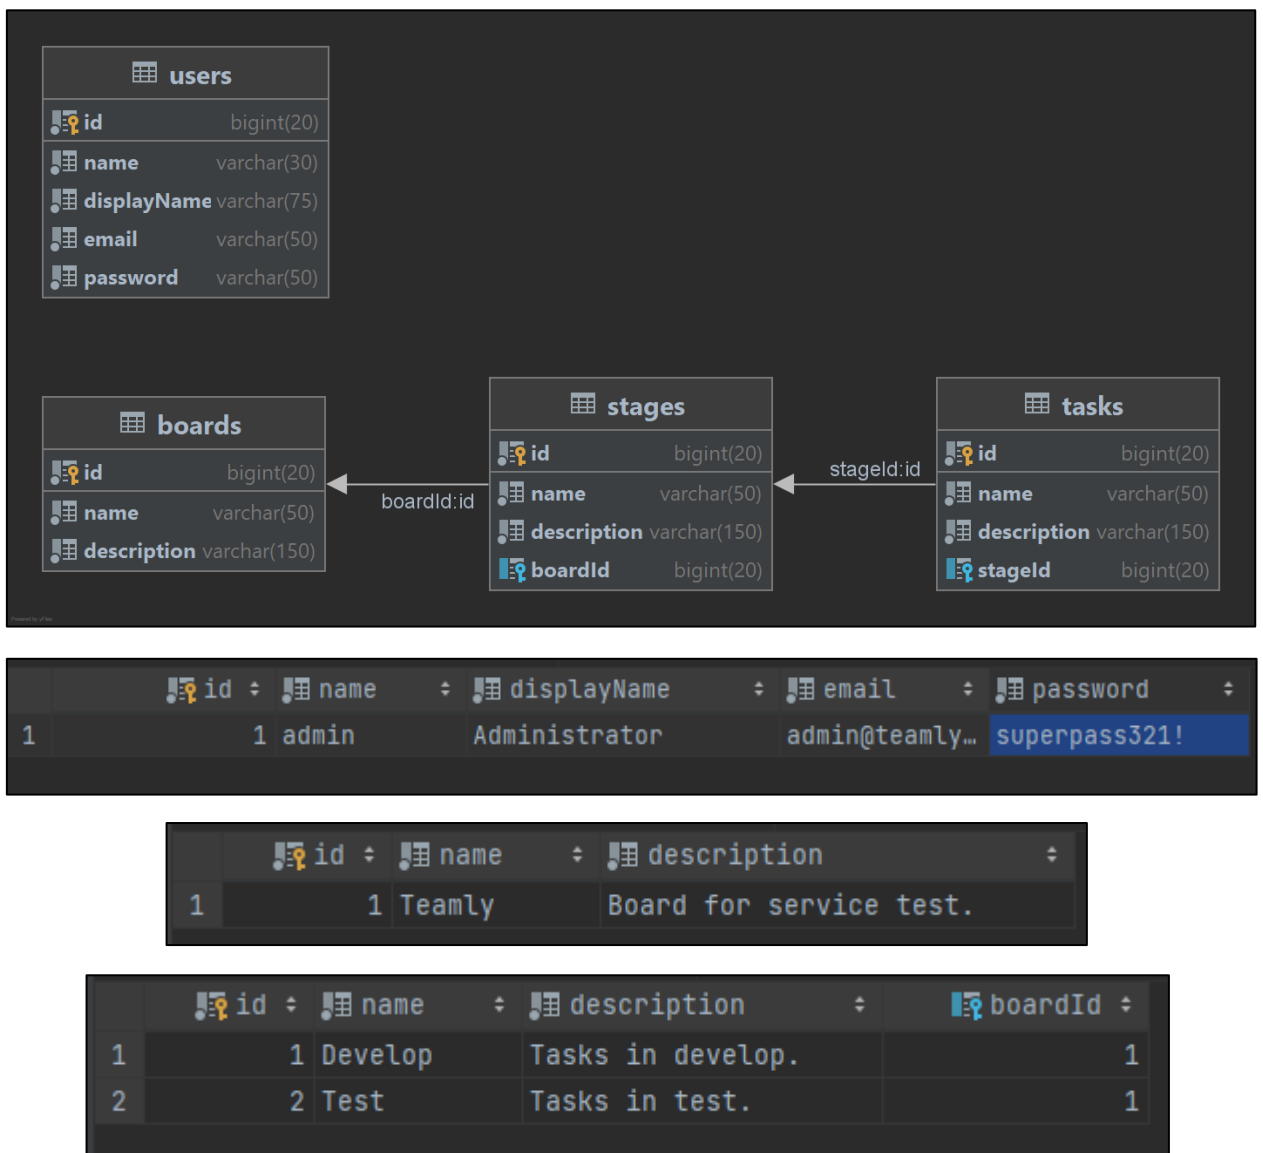 users
id bigint(20)
name varchar(30)
displayName varchar(75)
email varchar(50)
password varchar(50)
boards
id bigint(20)
name varchar(50)
description varchar(150)
boardId:id
stages
id bigint(20)
name varchar(50)
description varchar(150)
boardId bigint(20)
stageId:id
tasks
id bigint(20)
name varchar(50)
description varchar(150)
stageId bigint(20)
Powered by yFiles
id name displayName email password
1 1 admin Administrator admin@teamly… superpass321!
id name description
1 1 Teamly Board for service test.
id name description boardId
1 1 Develop Tasks in develop. 1
2 2 Test Tasks in test. 1